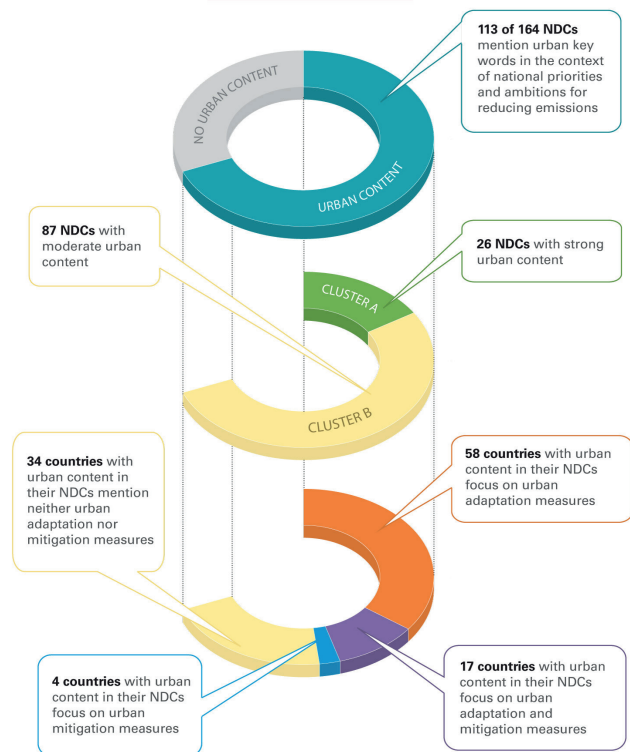 113 of 164 NDCs
mention urban key
words in the context
of national priorities
and ambitions for
reducing emissions
NO URBAN CONTENT
URBAN CONTENT
87 NDCs with
moderate urban
content
26 NDCs with strong
urban content
CLUSTER A
CLUSTER B
34 countries with
urban content in
their NDCs mention
neither urban
adaptation nor
mitigation measures
58 countries with urban
content in their NDCs
focus on urban
adaptation measures
4 countries with urban
content in their NDCs
focus on urban
mitigation measures
17 countries with urban
content in their NDCs
focus on urban
adaptation and
mitigation measures